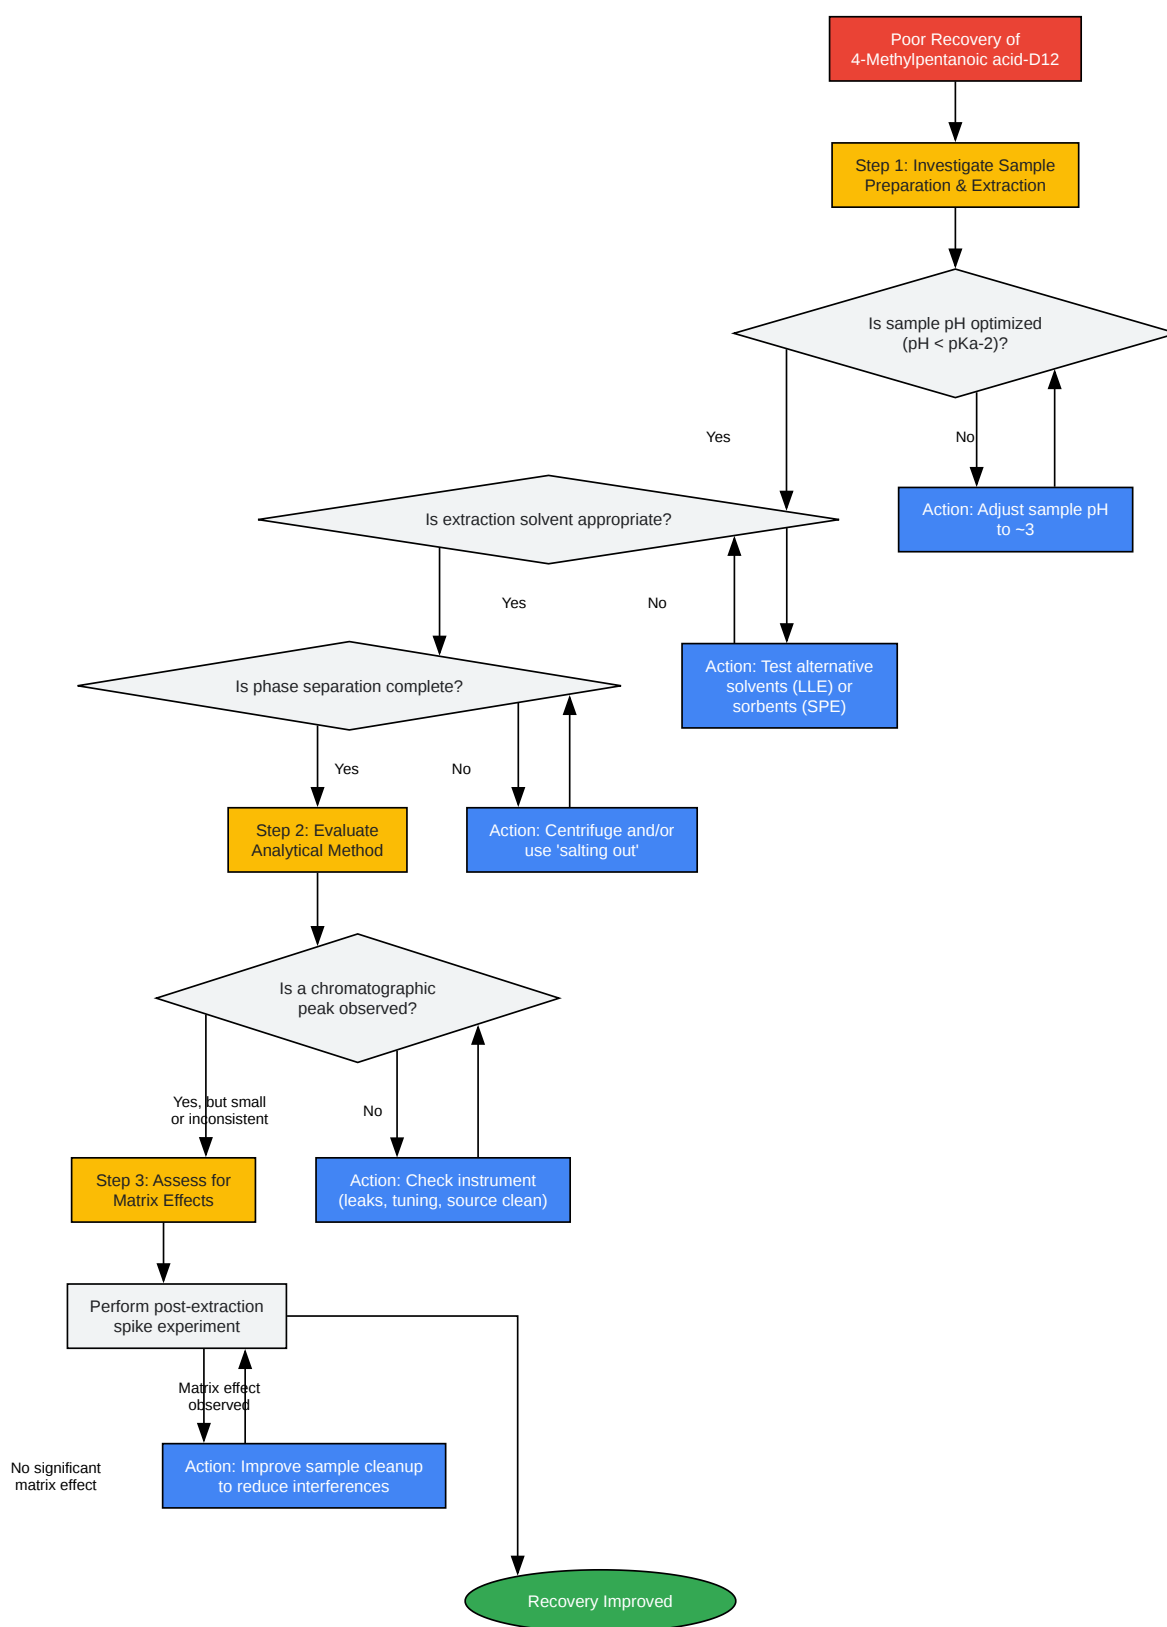 Poor Recovery of
4-Methylpentanoic acid-D12
Step 1: Investigate Sample
Preparation & Extraction
Is sample pH optimized
(pH < pKa-2)?
Yes
No
Action: Adjust sample pH
to ~3
Is extraction solvent appropriate?
Yes
No
Action: Test alternative
solvents (LLE) or
sorbents (SPE)
Is phase separation complete?
Yes
No
Step 2: Evaluate
Analytical Method
Action: Centrifuge and/or
use 'salting out'
Is a chromatographic
peak observed?
Yes, but small
or inconsistent
No
Step 3: Assess for
Matrix Effects
Action: Check instrument
(leaks, tuning, source clean)
Perform post-extraction
spike experiment
Matrix effect
observed
No significant
matrix effect
Action: Improve sample cleanup
to reduce interferences
Recovery Improved